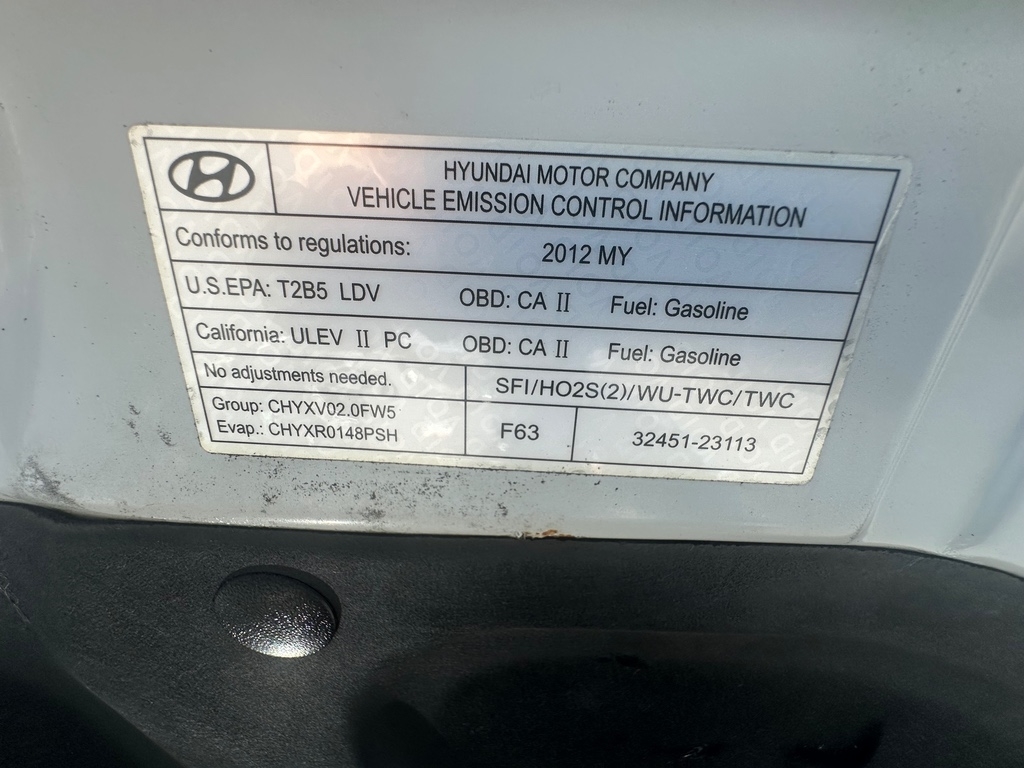 HYUNDAI MOTOR COMPANY
VEHICLE EMISSION CONTROL INFORMATION
Conforms to regulations: 2012 MY
U.S.EPA: T2B5 LDV OBD: CA II Fuel: Gasoline
California: ULEV II PC OBD: CA II Fuel: Gasoline
No adjustments needed. SFI/HO2S(2)/WU-TWC/TWC
Group: CHYXV02.0FW5
Evap.: CHYXR0148PSH
F63 32451-23113